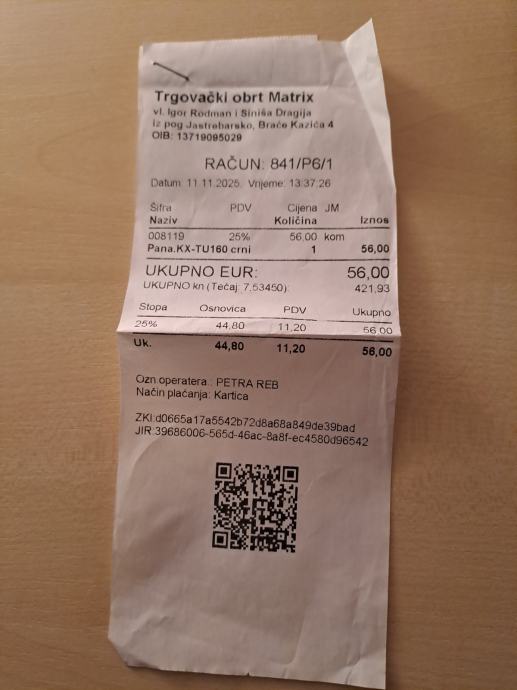 Trgovački obrt Matrix
vl. Igor Rodman i Siniša Dragija
iz pog Jastrebarsko, Braće Kazića 4
OIB: 13719095029
RAČUN: 841/P6/1
Datum: 11.11.2025. Vrijeme: 13:37:26
Šifra PDV Cijena JM
Naziv Količina Iznos
008119 25% 56,00 kom
Pana.KX-TU160 crni 1 56,00
UKUPNO EUR: 56,00
UKUPNO kn (Tečaj: 7,53450): 421,93
Stopa Osnovica PDV Ukupno
25% 44,80 11,20 56,00
Uk. 44,80 11,20 56,00
Ozn.operatera.: PETRA REB
Način plaćanja: Kartica
ZKI:d0665a17a5542b72d8a68a849de39bad
JIR:39686006-565d-46ac-8a8f-ec4580d96542